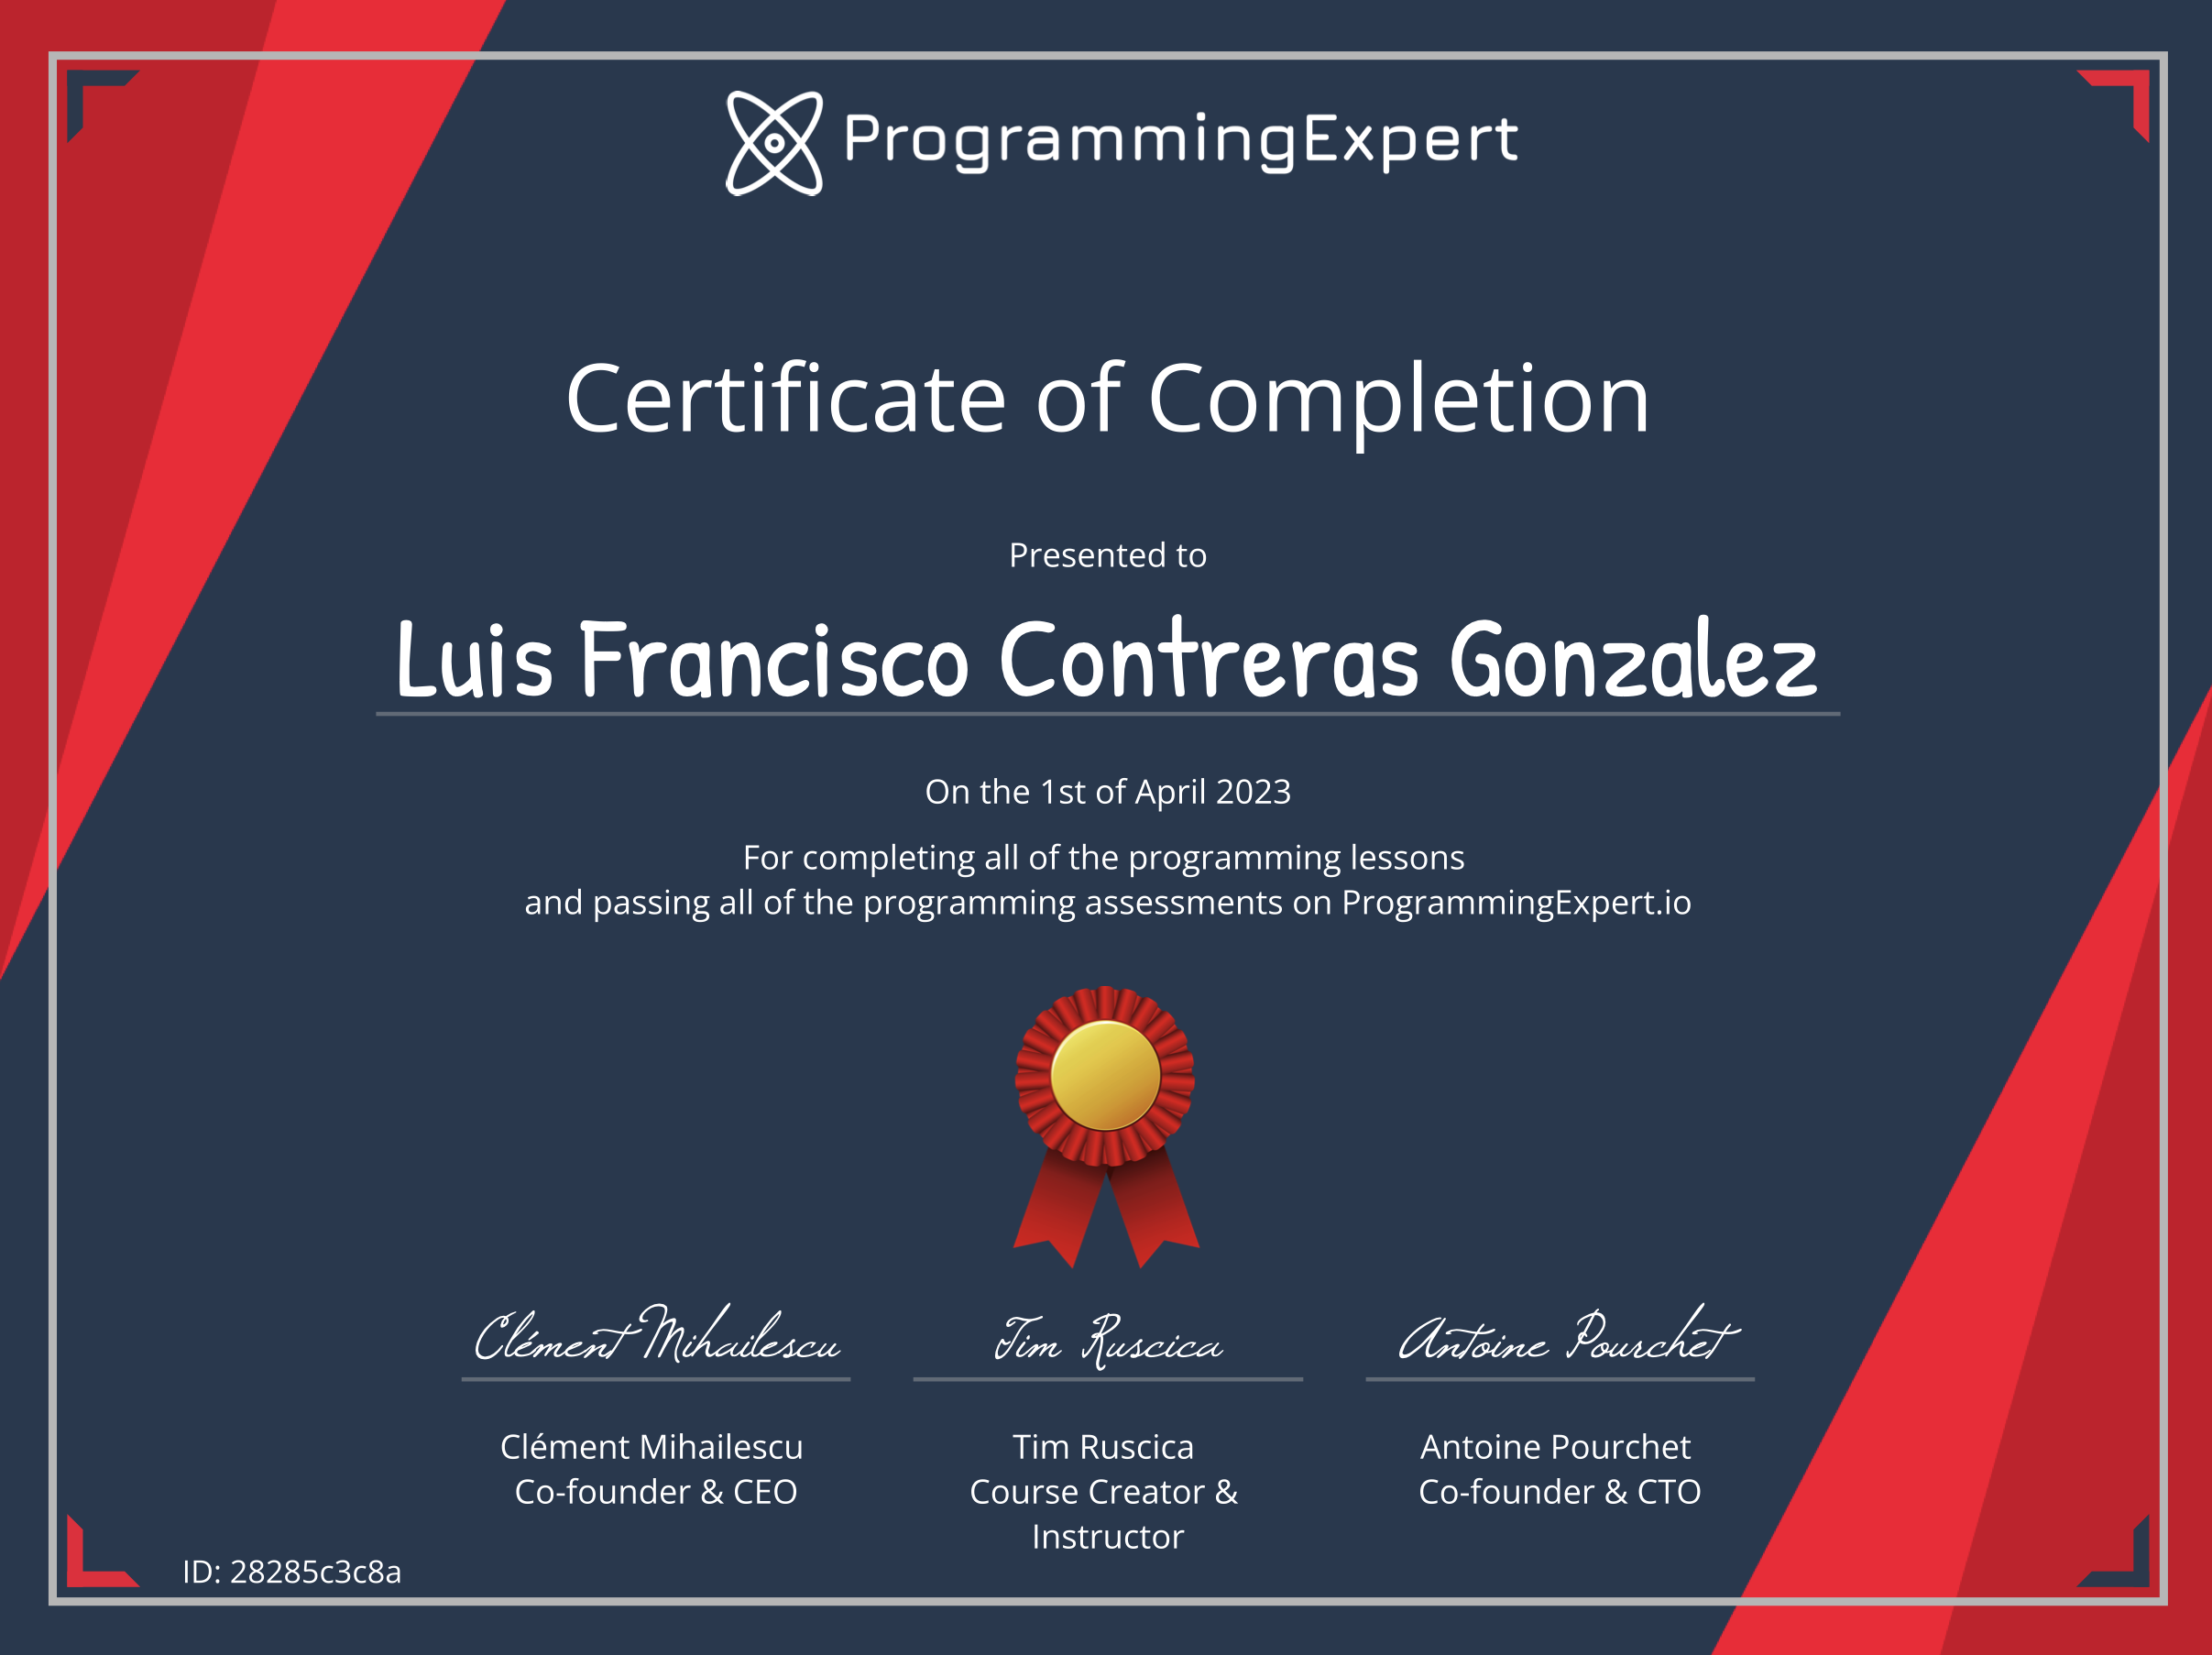 ProgrammingExpert
Certificate of Completion
Presented to
Luis Francisco Contreras Gonzalez
On the 1st of April 2023
For completing all of the programming lessons
and passing all of the programming assessments on ProgrammingExpert.io
Clément Mihailescu
Tim Ruscica
Antoine Pourchet
Clément Mihailescu
Co-founder & CEO
Tim Ruscica
Course Creator &
Instructor
Antoine Pourchet
Co-founder & CTO
ID: 28285c3c8a